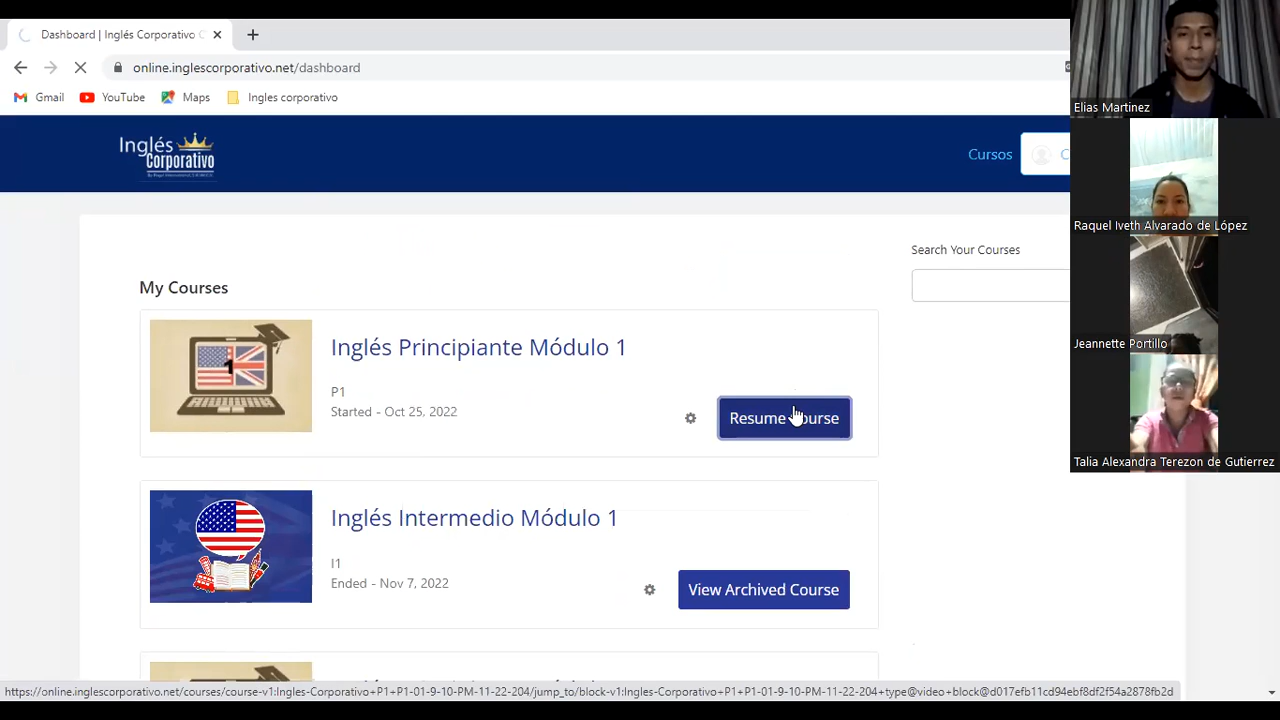 Dashboard | Inglés Corporativo
online.inglescorporativo.net/dashboard
Gmail
YouTube
Maps
Ingles corporativo
Inglés
Corporativo
Cursos
Search Your Courses
My Courses
Inglés Principiante Módulo 1
P1
Started - Oct 25, 2022
Resume Course
Inglés Intermedio Módulo 1
I1
Ended - Nov 7, 2022
View Archived Course
Elias Martinez
Raquel Iveth Alvarado de López
Jeannette Portillo
Talia Alexandra Terezon de Gutierrez
https://online.inglescorporativo.net/courses/course-v1:Ingles-Corporativo+P1+P1-01-9-10-PM-11-22-204/jump_to/block-v1:Ingles-Corporativo+P1+P1-01-9-10-PM-11-22-204+type@video+block@d017efb11cd94ebf8df2f54a2878fb2d